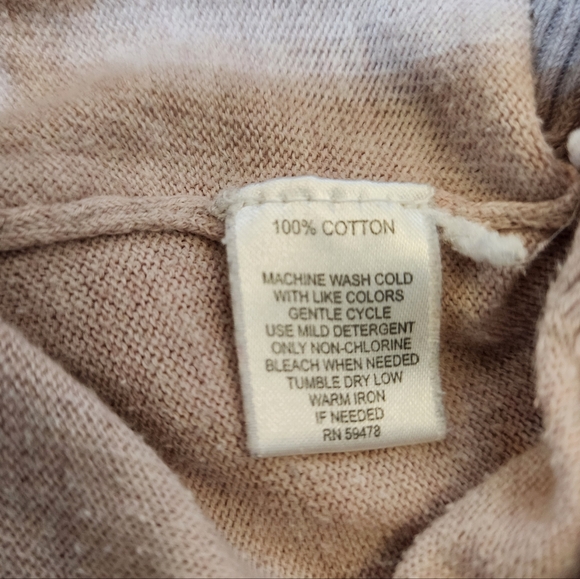 100% COTTON
MACHINE WASH COLD
WITH LIKE COLORS
GENTLE CYCLE
USE MILD DETERGENT
ONLY NON-CHLORINE
BLEACH WHEN NEEDED
TUMBLE DRY LOW
WARM IRON
IF NEEDED
RN 59478